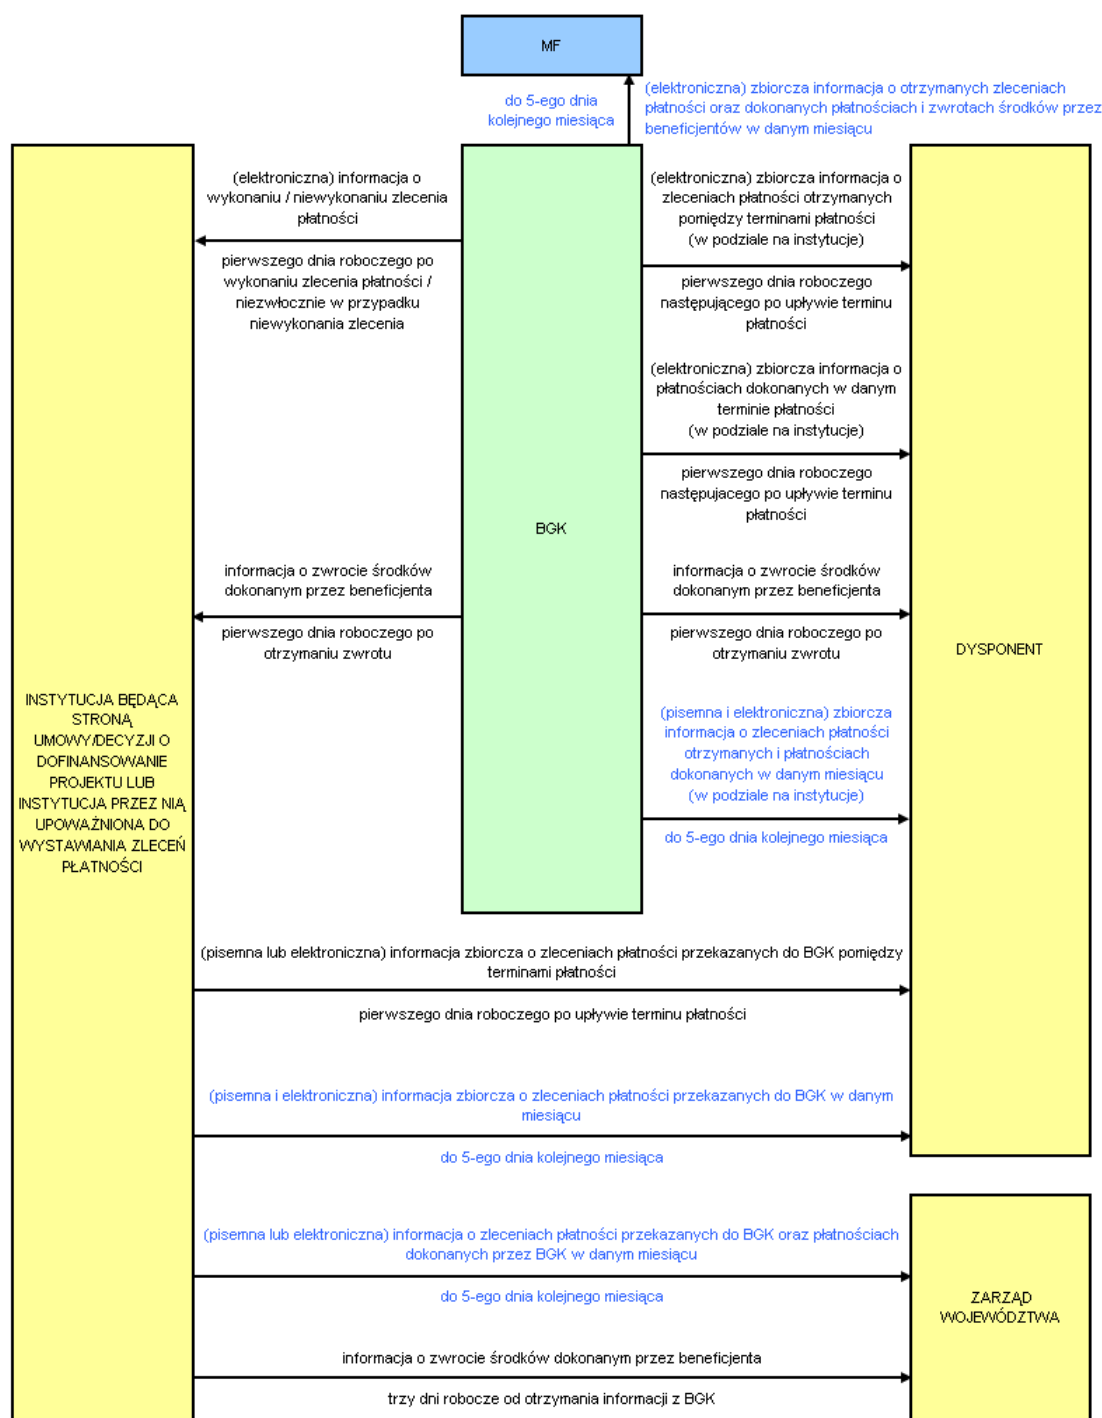 MF
do 5-ego dnia
kolejnego miesiąca
(elektroniczna) zbiorcza informacja o otrzymanych zleceniach
płatności oraz dokonanych płatnościach i zwrotach środków przez
beneficjentów w danym miesiącu
(elektroniczna) informacja o
wykonaniu / niewykonaniu zlecenia
płatności
pierwszego dnia roboczego po
wykonaniu zlecenia płatności /
niezwłocznie w przypadku
niewykonania zlecenia
(elektroniczna) zbiorcza informacja o
zleceniach płatności otrzymanych
pomiędzy terminami płatności
(w podziale na instytucje)
pierwszego dnia roboczego
następującego po upływie terminu
płatności
(elektroniczna) zbiorcza informacja o
płatnościach dokonanych w danym
terminie płatności
(w podziale na instytucje)
pierwszego dnia roboczego
następujacego po upływie terminu
płatności
BGK
informacja o zwrocie środków
dokonanym przez beneficjenta
pierwszego dnia roboczego po
otrzymaniu zwrotu
informacja o zwrocie środków
dokonanym przez beneficjenta
pierwszego dnia roboczego po
otrzymaniu zwrotu
DYSPONENT
INSTYTUCJA BĘDĄCA
STRONĄ
UMOWY/DECYZJI O
DOFINANSOWANIE
PROJEKTU LUB
INSTYTUCJA PRZEZ NIĄ
UPOWAŻNIONA DO
WYSTAWIANIA ZLECEŃ
PŁATNOŚCI
(pisemna i elektroniczna) zbiorcza
informacja o zleceniach płatności
otrzymanych i płatnościach
dokonanych w danym miesiącu
(w podziale na instytucje)
do 5-ego dnia kolejnego miesiąca
(pisemna lub elektroniczna) informacja zbiorcza o zleceniach płatności przekazanych do BGK pomiędzy
terminami płatności
pierwszego dnia roboczego po upływie terminu płatności
(pisemna i elektroniczna) informacja zbiorcza o zleceniach płatności przekazanych do BGK w danym
miesiącu
do 5-ego dnia kolejnego miesiąca
(pisemna lub elektroniczna) informacja o zleceniach płatności przekazanych do BGK oraz płatnościach
dokonanych przez BGK w danym miesiącu
do 5-ego dnia kolejnego miesiąca
ZARZĄD
WOJEWÓDZTWA
informacja o zwrocie środków dokonanym przez beneficjenta
trzy dni robocze od otrzymania informacji z BGK